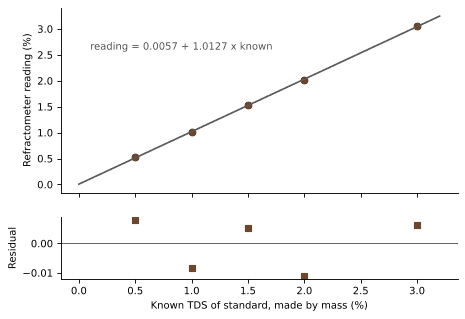 3.0
2.5
2.0
1.5
1.0
0.5
0.0
Refractometer reading (%)
reading = 0.0057 + 1.0127 x known
0.00
−0.01
Residual
0.0 0.5 1.0 1.5 2.0 2.5 3.0
Known TDS of standard, made by mass (%)